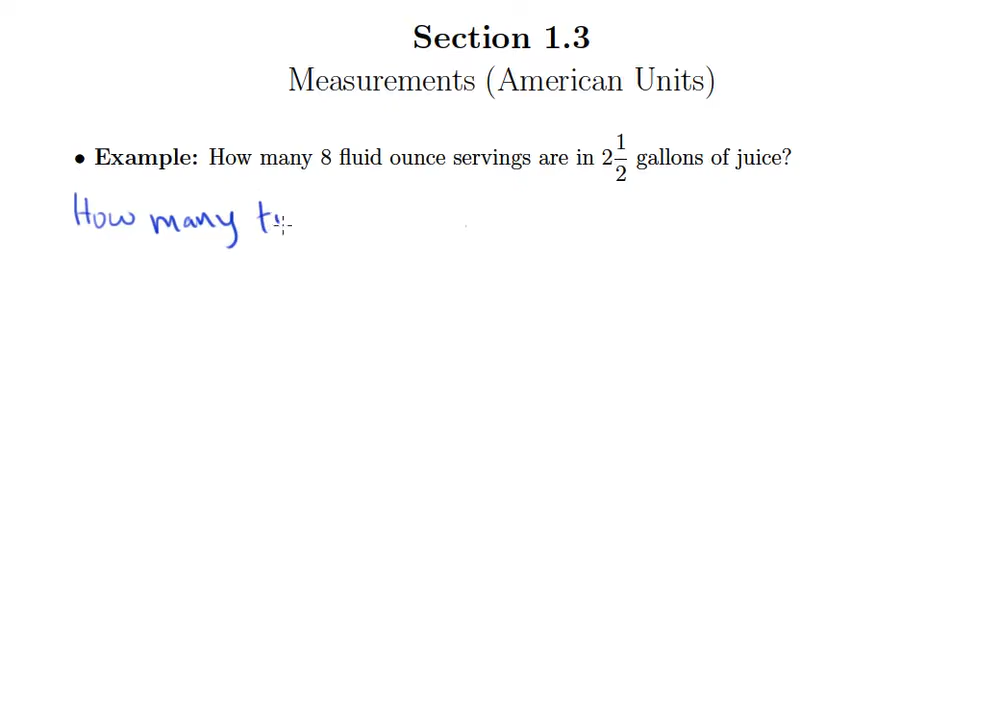 Section 1.3
Measurements (American Units)
• Example: How many 8 fluid ounce servings are in 2 1/2 gallons of juice?
How many